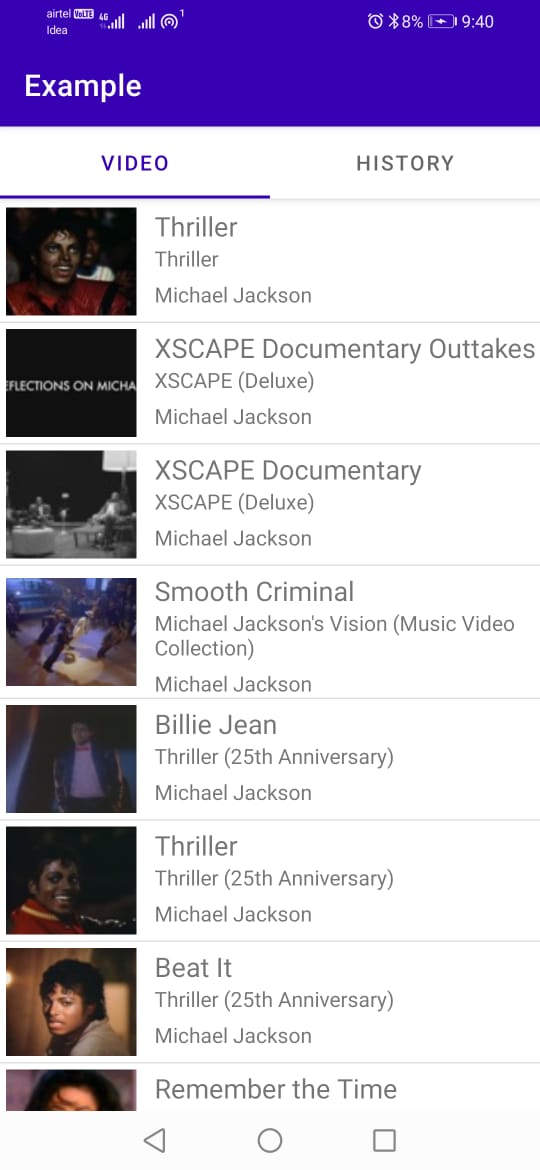 airtel VoLTE 4G 1 8% 9:40
Idea
Example
VIDEO HISTORY
Thriller
Thriller
Michael Jackson
EFLECTIONS ON MICHA
XSCAPE Documentary Outtakes
XSCAPE (Deluxe)
Michael Jackson
XSCAPE Documentary
XSCAPE (Deluxe)
Michael Jackson
Smooth Criminal
Michael Jackson's Vision (Music Video
Collection)
Michael Jackson
Billie Jean
Thriller (25th Anniversary)
Michael Jackson
Thriller
Thriller (25th Anniversary)
Michael Jackson
Beat It
Thriller (25th Anniversary)
Michael Jackson
Remember the Time